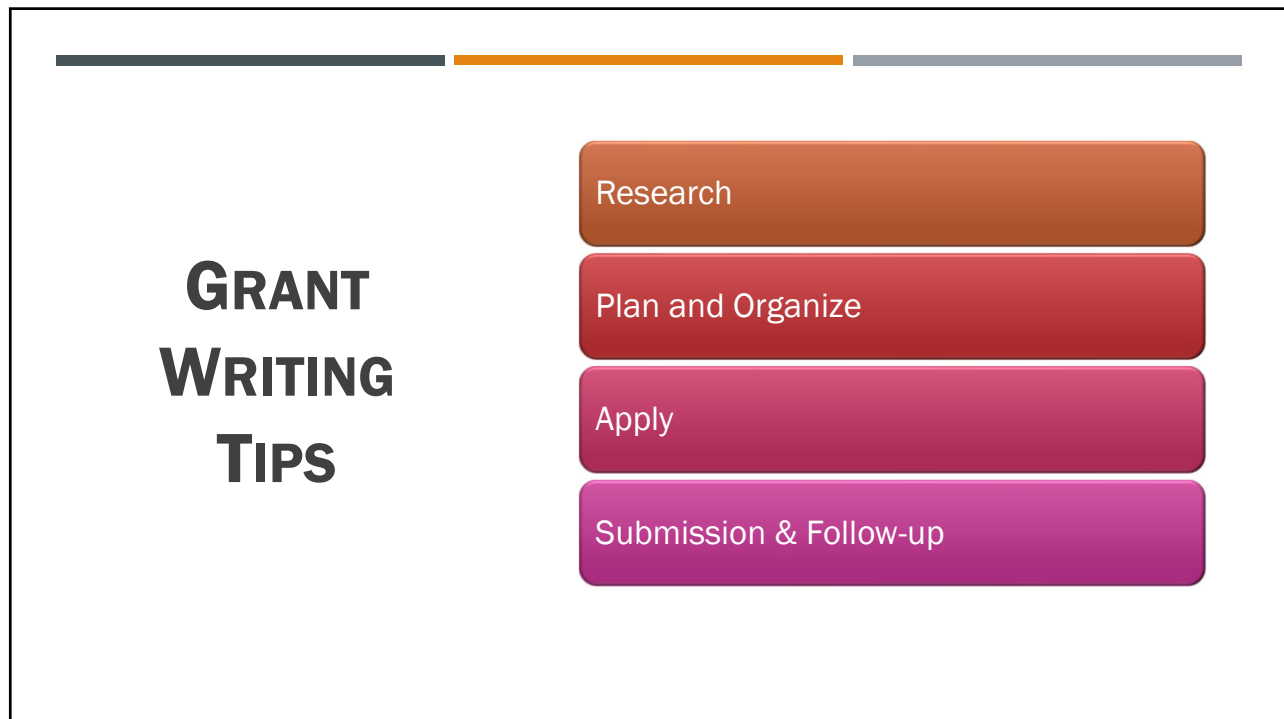 GRANT
WRITING
TIPS
Research
Plan and Organize
Apply
Submission & Follow-up